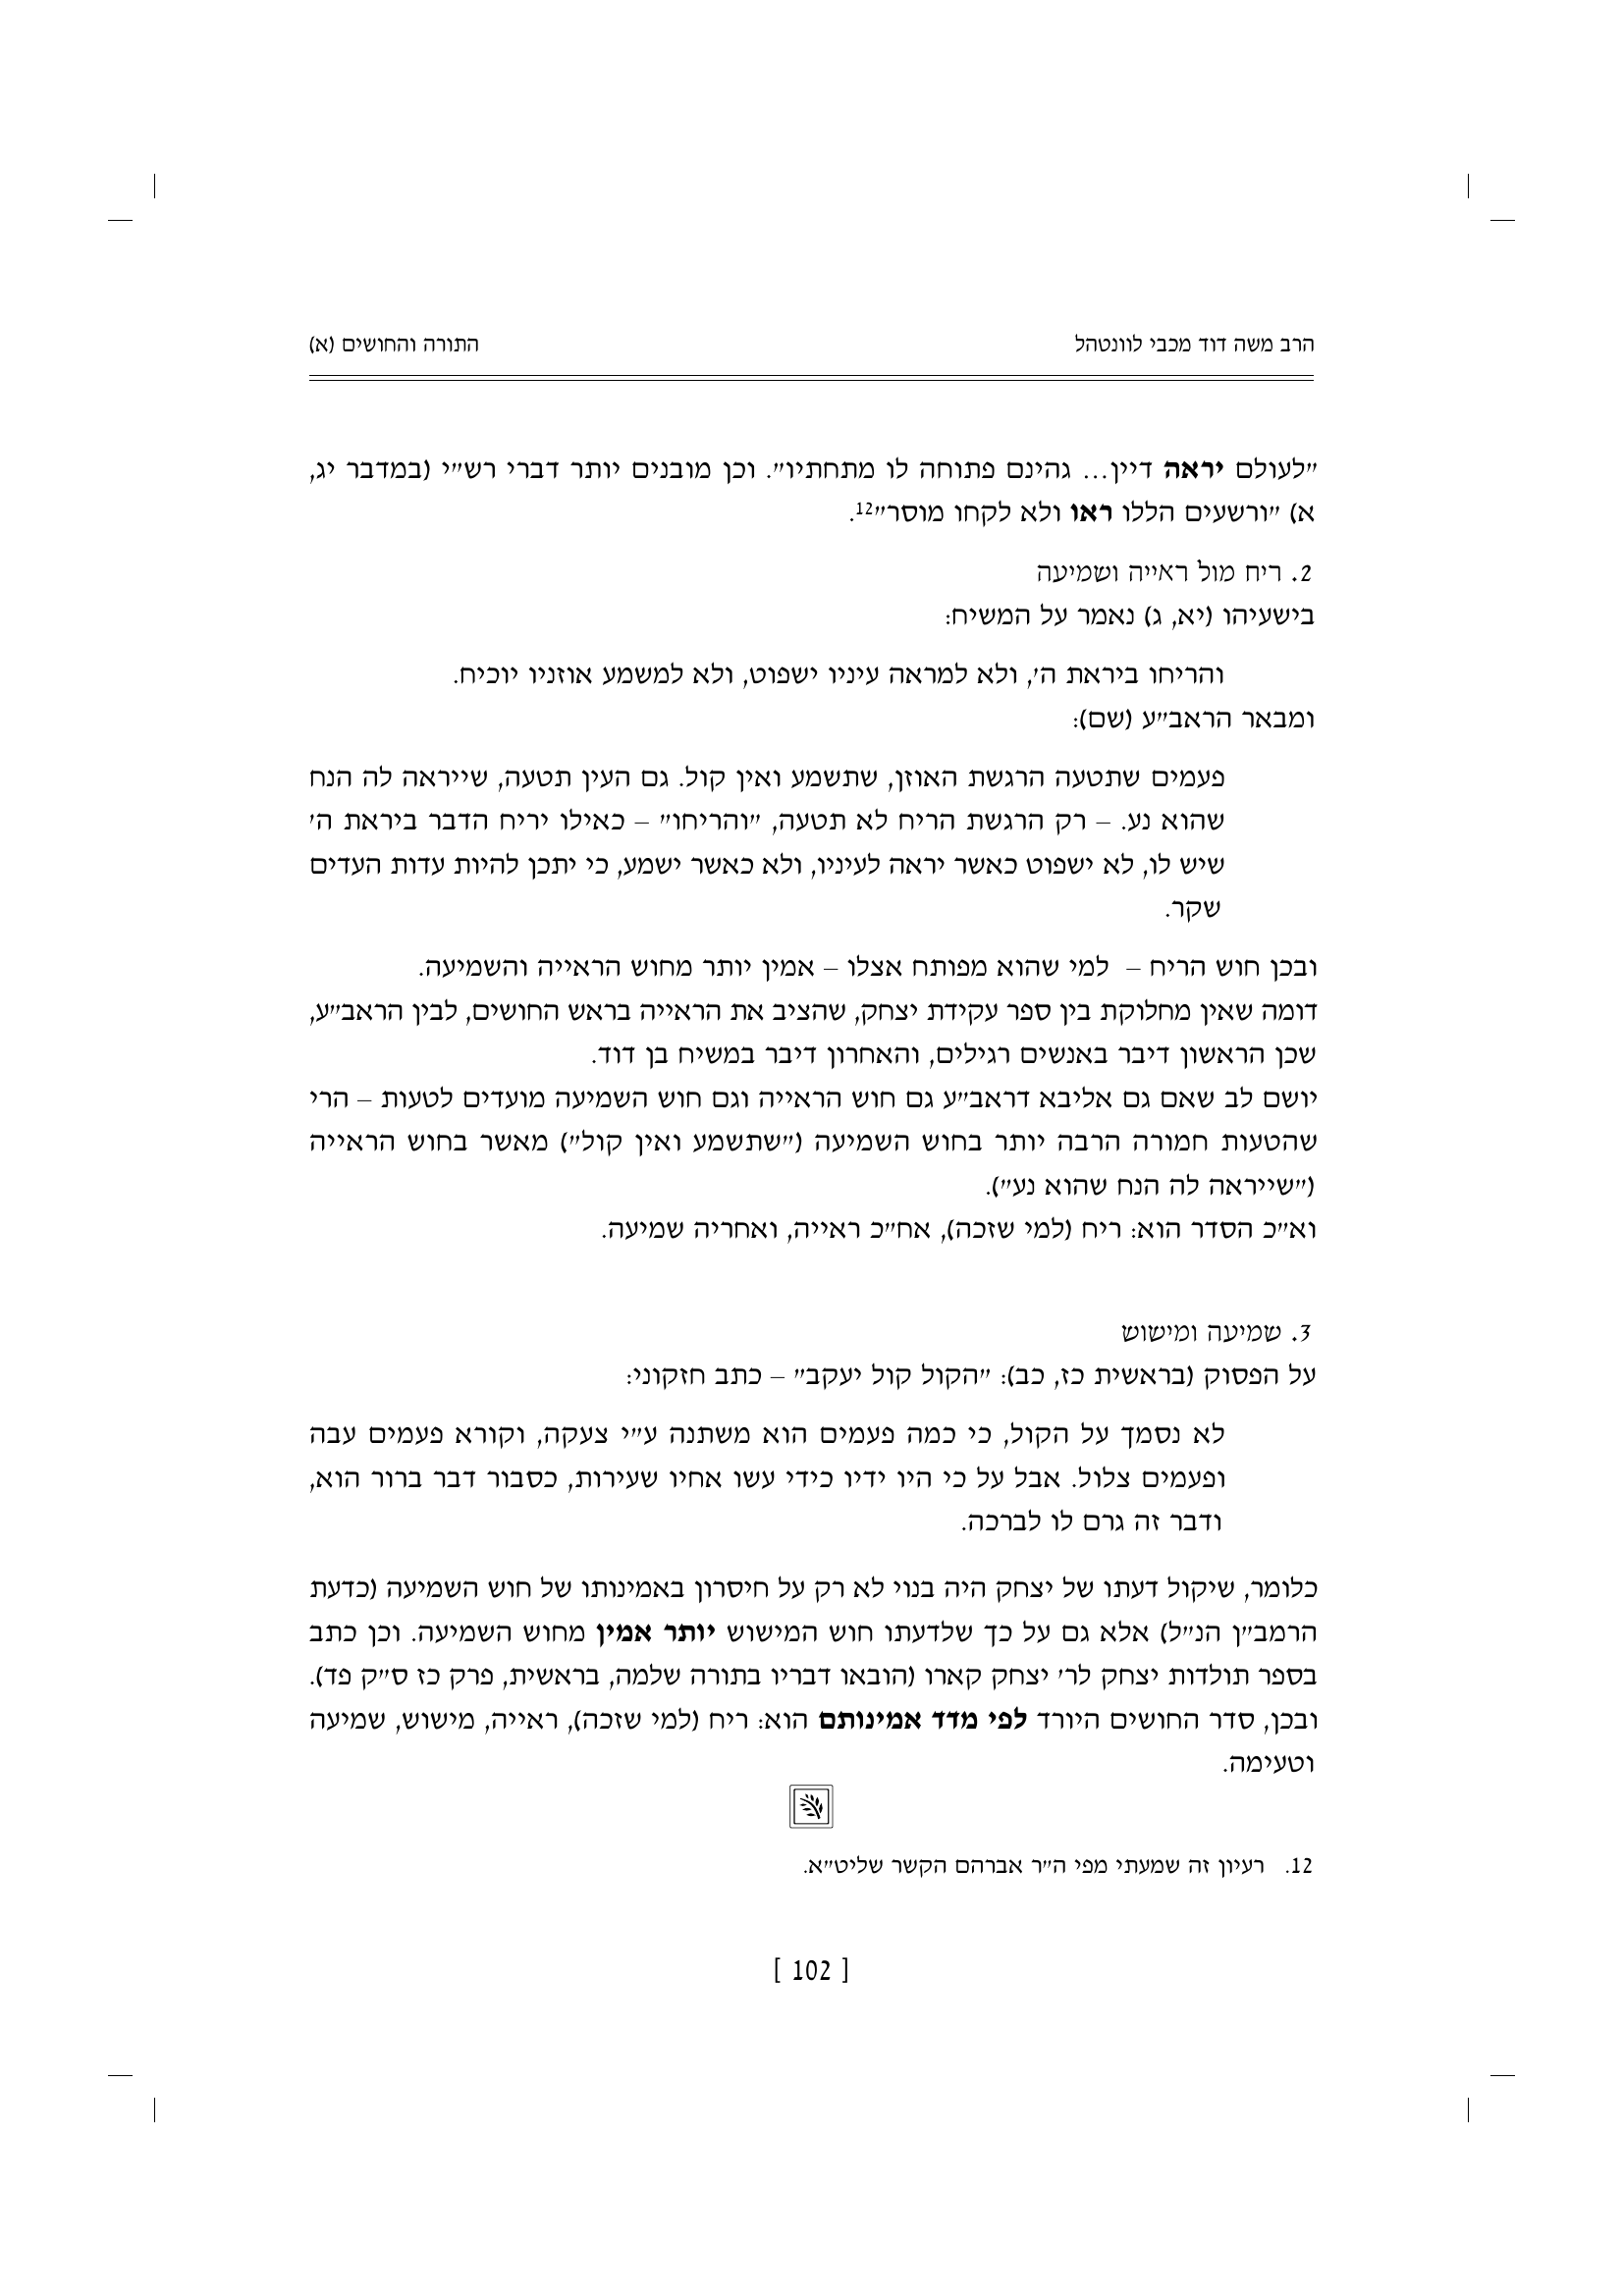 הרב משה דוד מכבי לוונטהל
התורה והחושים (א)
"לעולם יראה דיין... גהינם פתוחה לו מתחתיו". וכן מובנים יותר דברי רש"י (במדבר יג,
א) "ורשעים הללו ראו ולא לקחו מוסר"12.
2. ריח מול ראייה ושמיעה
בישעיהו (יא, ג) נאמר על המשיח:
והריחו ביראת ה', ולא למראה עיניו ישפוט, ולא למשמע אוזניו יוכיח.
ומבאר הראב"ע (שם):
פעמים שתטעה הרגשת האוזן, שתשמע ואין קול. גם העין תטעה, שייראה לה הנח
שהוא נע. – רק הרגשת הריח לא תטעה, "והריחו" – כאילו יריח הדבר ביראת ה'
שיש לו, לא ישפוט כאשר יראה לעיניו, ולא כאשר ישמע, כי יתכן להיות עדות העדים
שקר.
ובכן חוש הריח – למי שהוא מפותח אצלו – אמין יותר מחוש הראייה והשמיעה.
דומה שאין מחלוקת בין ספר עקידת יצחק, שהציב את הראייה בראש החושים, לבין הראב"ע,
שכן הראשון דיבר באנשים רגילים, והאחרון דיבר במשיח בן דוד.
יושם לב שאם גם אליבא דראב"ע גם חוש הראייה וגם חוש השמיעה מועדים לטעות – הרי
שהטעות חמורה הרבה יותר בחוש השמיעה ("שתשמע ואין קול") מאשר בחוש הראייה
("שייראה לה הנח שהוא נע").
וא"כ הסדר הוא: ריח (למי שזכה), אח"כ ראייה, ואחריה שמיעה.
3. שמיעה ומישוש
על הפסוק (בראשית כז, כב): "הקול קול יעקב" – כתב חזקוני:
לא נסמך על הקול, כי כמה פעמים הוא משתנה ע"י צעקה, וקורא פעמים עבה
ופעמים צלול. אבל על כי היו ידיו כידי עשו אחיו שעירות, כסבור דבר ברור הוא,
ודבר זה גרם לו לברכה.
כלומר, שיקול דעתו של יצחק היה בנוי לא רק על חיסרון באמינותו של חוש השמיעה (כדעת
הרמב"ן הנ"ל) אלא גם על כך שלדעתו חוש המישוש יותר אמין מחוש השמיעה. וכן כתב
בספר תולדות יצחק לר' יצחק קארו (הובאו דבריו בתורה שלמה, בראשית, פרק כז ס"ק פד).
ובכן, סדר החושים היורד לפי מדד אמינותם הוא: ריח (למי שזכה), ראייה, מישוש, שמיעה
וטעימה.
12. רעיון זה שמעתי מפי ה"ר אברהם הקשר שליט"א.
[ 102 ]